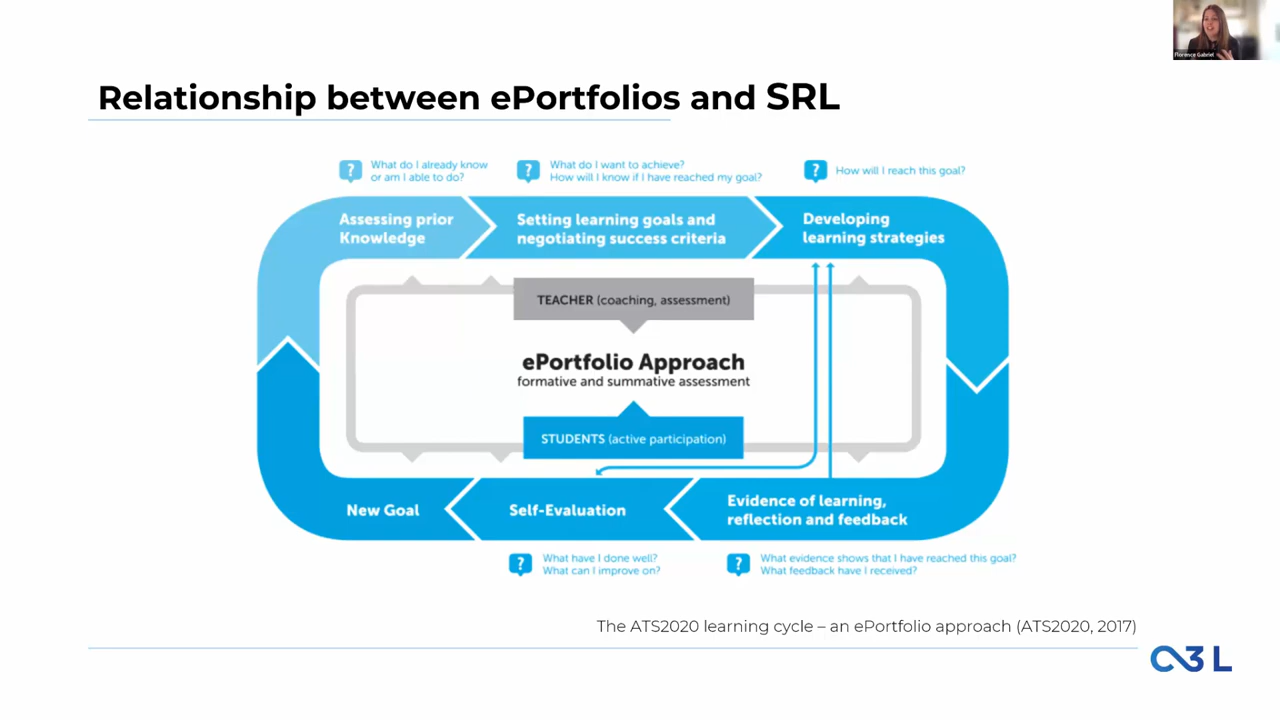 Florence Gabriel
Relationship between ePortfolios and SRL
? What do I already know
or am I able to do?
? What do I want to achieve?
How will I know if I have reached my goal?
? How will I reach this goal?
Assessing prior
Knowledge
Setting learning goals and
negotiating success criteria
Developing
learning strategies
TEACHER (coaching, assessment)
ePortfolio Approach
formative and summative assessment
STUDENTS (active participation)
New Goal
Self-Evaluation
Evidence of learning,
reflection and feedback
? What have I done well?
What can I improve on?
? What evidence shows that I have reached this goal?
What feedback have I received?
The ATS2020 learning cycle – an ePortfolio approach (ATS2020, 2017)
C3L